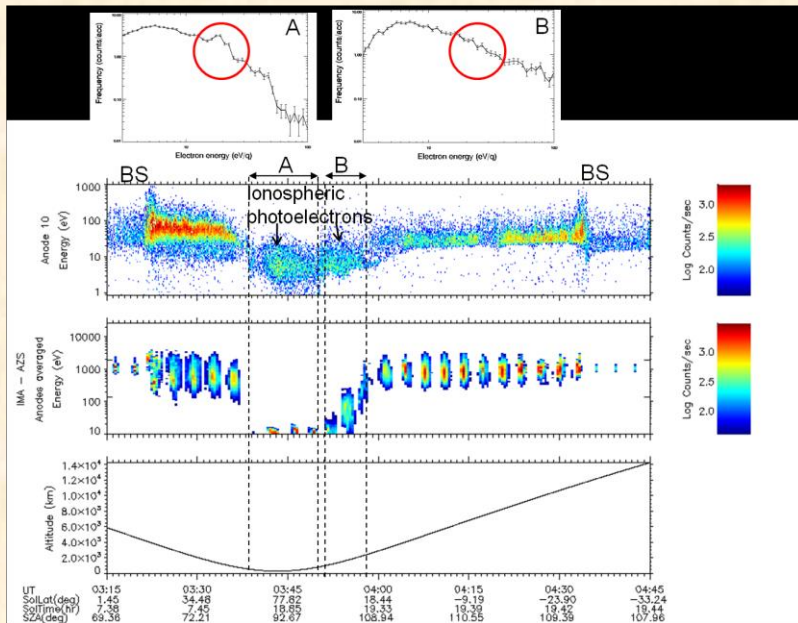 A
B
Frequency (counts/acc)
Frequency (counts/acc)
10
100
10
100
Electron energy (eV/q)
Electron energy (eV/q)
BS
A
B
BS
Ionospheric
photoelectrons
Anode 10
Energy (eV)
1000
100
10
1
Log Counts/sec
3.0
2.5
2.0
IMA - AZS
Anodes averaged
Energy (eV)
10000
1000
100
10
Log Counts/sec
3.0
2.5
2.0
Altitude (km)
1.4×10⁴
1.2×10⁴
1.0×10⁴
8.0×10³
6.0×10³
4.0×10³
2.0×10³
0
UT 03:15 03:30 03:45 04:00 04:15 04:30 04:45
SolLat(deg) 1.45 34.48 77.82 18.44 -9.19 -23.90 -33.24
SolTime(hr) 7.38 7.45 18.85 19.33 19.39 19.42 19.44
SZA(deg) 69.36 72.21 92.67 108.94 110.55 109.39 107.96